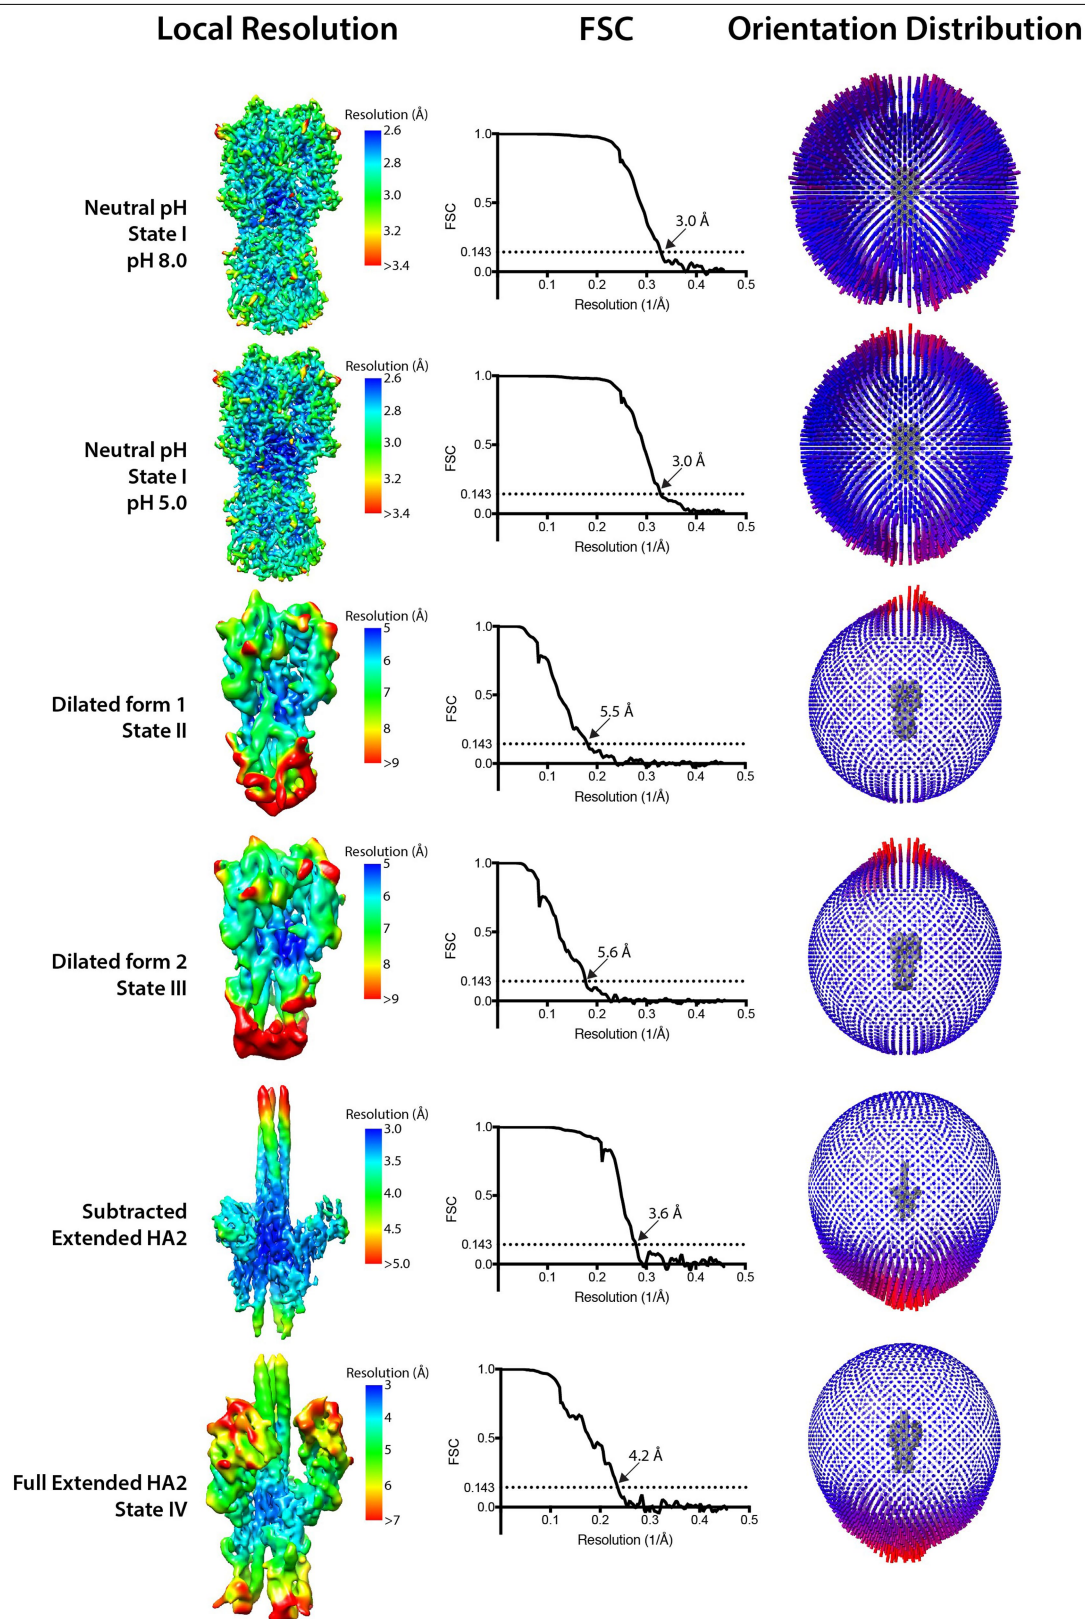 Local Resolution
FSC
Orientation Distribution
Neutral pH
State I
pH 8.0
Resolution (Å)
2.6
2.8
3.0
3.2
>3.4
FSC
1.0
0.5
0.143
0.0
3.0 Å
0.1
0.2
0.3
0.4
0.5
Resolution (1/Å)
Neutral pH
State I
pH 5.0
Resolution (Å)
2.6
2.8
3.0
3.2
>3.4
FSC
1.0
0.5
0.143
0.0
3.0 Å
0.1
0.2
0.3
0.4
0.5
Resolution (1/Å)
Dilated form 1
State II
Resolution (Å)
5
6
7
8
>9
FSC
1.0
0.5
0.143
0.0
5.5 Å
0.1
0.2
0.3
0.4
0.5
Resolution (1/Å)
Dilated form 2
State III
Resolution (Å)
5
6
7
8
>9
FSC
1.0
0.5
0.143
0.0
5.6 Å
0.1
0.2
0.3
0.4
0.5
Resolution (1/Å)
Subtracted
Extended HA2
Resolution (Å)
3.0
3.5
4.0
4.5
>5.0
FSC
1.0
0.5
0.143
0.0
3.6 Å
0.1
0.2
0.3
0.4
0.5
Resolution (1/Å)
Full Extended HA2
State IV
Resolution (Å)
3
4
5
6
>7
FSC
1.0
0.5
0.143
0.0
4.2 Å
0.1
0.2
0.3
0.4
0.5
Resolution (1/Å)